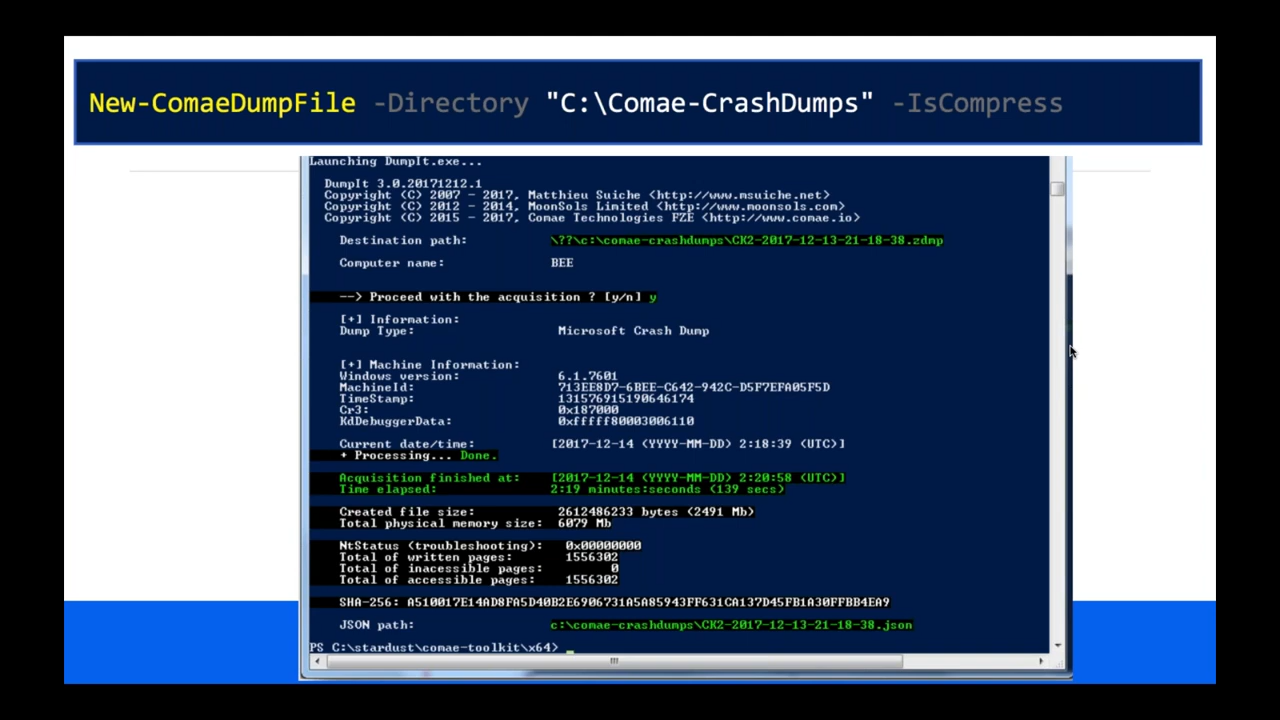 New-ComaeDumpFile -Directory "C:\Comae-CrashDumps" -IsCompress
Launching DumpIt.exe...
DumpIt 3.0.20171212.1
Copyright (C) 2007 - 2017, Matthieu Suiche <http://www.msuiche.net>
Copyright (C) 2012 - 2014, MoonSols Limited <http://www.moonsols.com>
Copyright (C) 2015 - 2017, Comae Technologies FZE <http://www.comae.io>
Destination path: \??\c:\comae-crashdumps\CK2-2017-12-13-21-18-38.zdmp
Computer name: BEE
--> Proceed with the acquisition ? [y/n] y
[+] Information:
Dump Type: Microsoft Crash Dump
[+] Machine Information:
Windows version: 6.1.7601
MachineId: 713EE8D7-6BEE-C642-942C-D5F7EFA05F5D
TimeStamp: 131576915190646174
Cr3: 0x187000
KdDebuggerData: 0xfffff80003006110
Current date/time: [2017-12-14 (YYYY-MM-DD) 2:18:39 (UTC)]
+ Processing... Done.
Acquisition finished at: [2017-12-14 (YYYY-MM-DD) 2:20:58 (UTC)]
Time elapsed: 2:19 minutes:seconds (139 secs)
Created file size: 2612486233 bytes (2491 Mb)
Total physical memory size: 6079 Mb
NtStatus (troubleshooting): 0x00000000
Total of written pages: 1556302
Total of inacessible pages: 0
Total of accessible pages: 1556302
SHA-256: A510017E14AD8FA5D40B2E6906731A5A85943FF631CA137D45FB1A30FFBB4EA9
JSON path: c:\comae-crashdumps\CK2-2017-12-13-21-18-38.json
PS C:\stardust\comae-toolkit\x64>